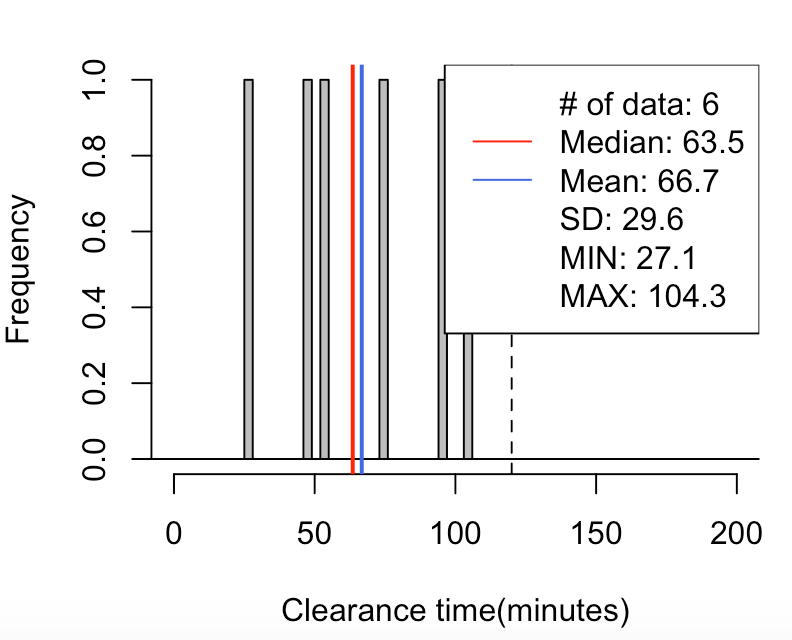 Frequency
1.0
0.8
0.6
0.4
0.2
0.0
# of data: 6
Median: 63.5
Mean: 66.7
SD: 29.6
MIN: 27.1
MAX: 104.3
0 50 100 150 200
Clearance time(minutes)